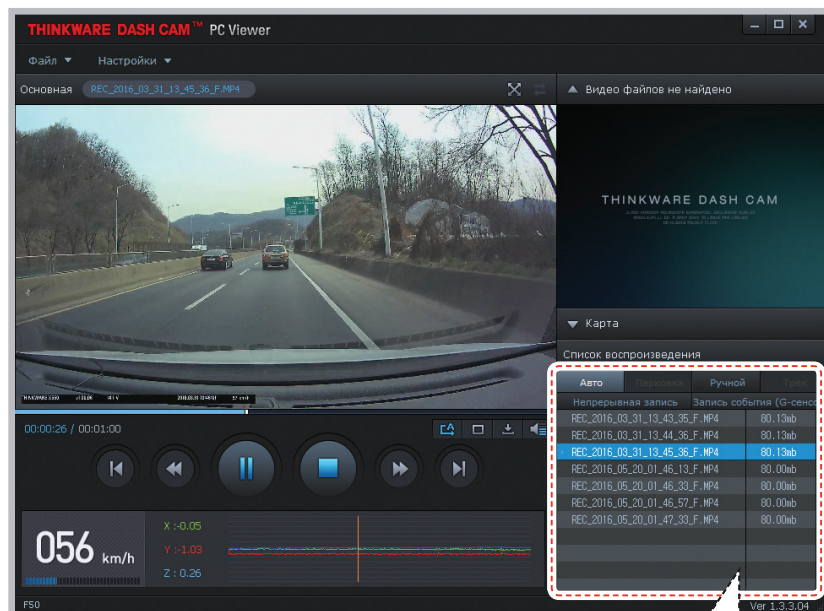 THINKWARE DASH CAM™ PC Viewer
Файл
Настройки
Основная REC_2016_03_31_13_45_36_F.MP4
Видео файлов не найдено
THINKWARE DASH CAM
Карта
Список воспроизведения
Авто Парковка Ручной Трек
Непрерывная запись Запись события (G-сенсо
REC_2016_03_31_13_43_35_F.MP4 80.13mb
REC_2016_03_31_13_44_36_F.MP4 80.13mb
REC_2016_03_31_13_45_36_F.MP4 80.13mb
REC_2016_05_20_01_46_13_F.MP4 80.00mb
REC_2016_05_20_01_46_33_F.MP4 80.00mb
REC_2016_05_20_01_46_57_F.MP4 80.00mb
REC_2016_05_20_01_47_33_F.MP4 80.00mb
00:00:26 / 00:01:00
056 km/h
X :-0.05
Y :-1.03
Z : 0.26
F50
Ver 1.3.3.04